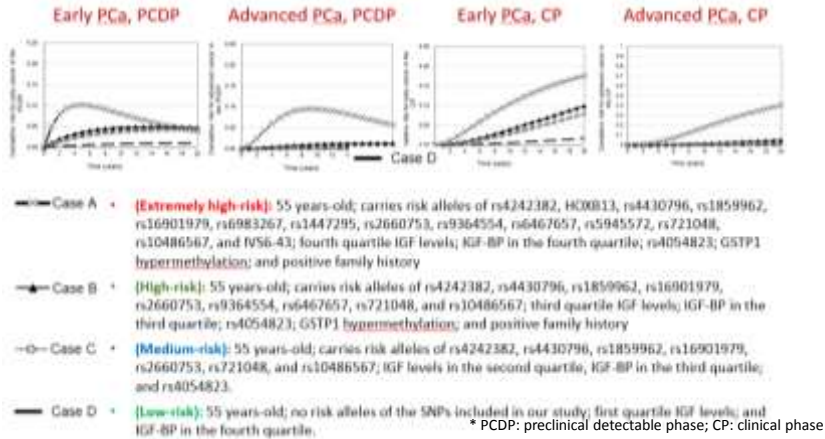 Early PCa, PCDP
Advanced PCa, PCDP
Early PCa, CP
Advanced PCa, CP
Time (years)
Time (years)
Time (years)
Time (years)
Case D
Case A • (Extremely high-risk): 55 years-old; carries risk alleles of rs4242382, HOXB13, rs4430796, rs1859962,
rs16901979, rs6983267, rs1447295, rs2660753, rs9364554, rs6467657, rs5945572, rs721048,
rs10486567, and IVS6-43; fourth quartile IGF levels; IGF-BP in the fourth quartile; rs4054823; GSTP1
hypermethylation; and positive family history
Case B • (High-risk): 55 years-old; carries risk alleles of rs4242382, rs4430796, rs1859962, rs16901979,
rs2660753, rs9364554, rs6467657, rs721048, and rs10486567; third quartile IGF levels; IGF-BP in the
third quartile; rs4054823; GSTP1 hypermethylation; and positive family history
Case C • (Medium-risk): 55 years-old; carries risk alleles of rs4242382, rs4430796, rs1859962, rs16901979,
rs2660753, rs721048, and rs10486567; IGF levels in the second quartile, IGF-BP in the third quartile;
and rs4054823.
Case D • (Low-risk): 55 years-old; no risk alleles of the SNPs included in our study; first quartile IGF levels; and
IGF-BP in the fourth quartile.
* PCDP: preclinical detectable phase; CP: clinical phase